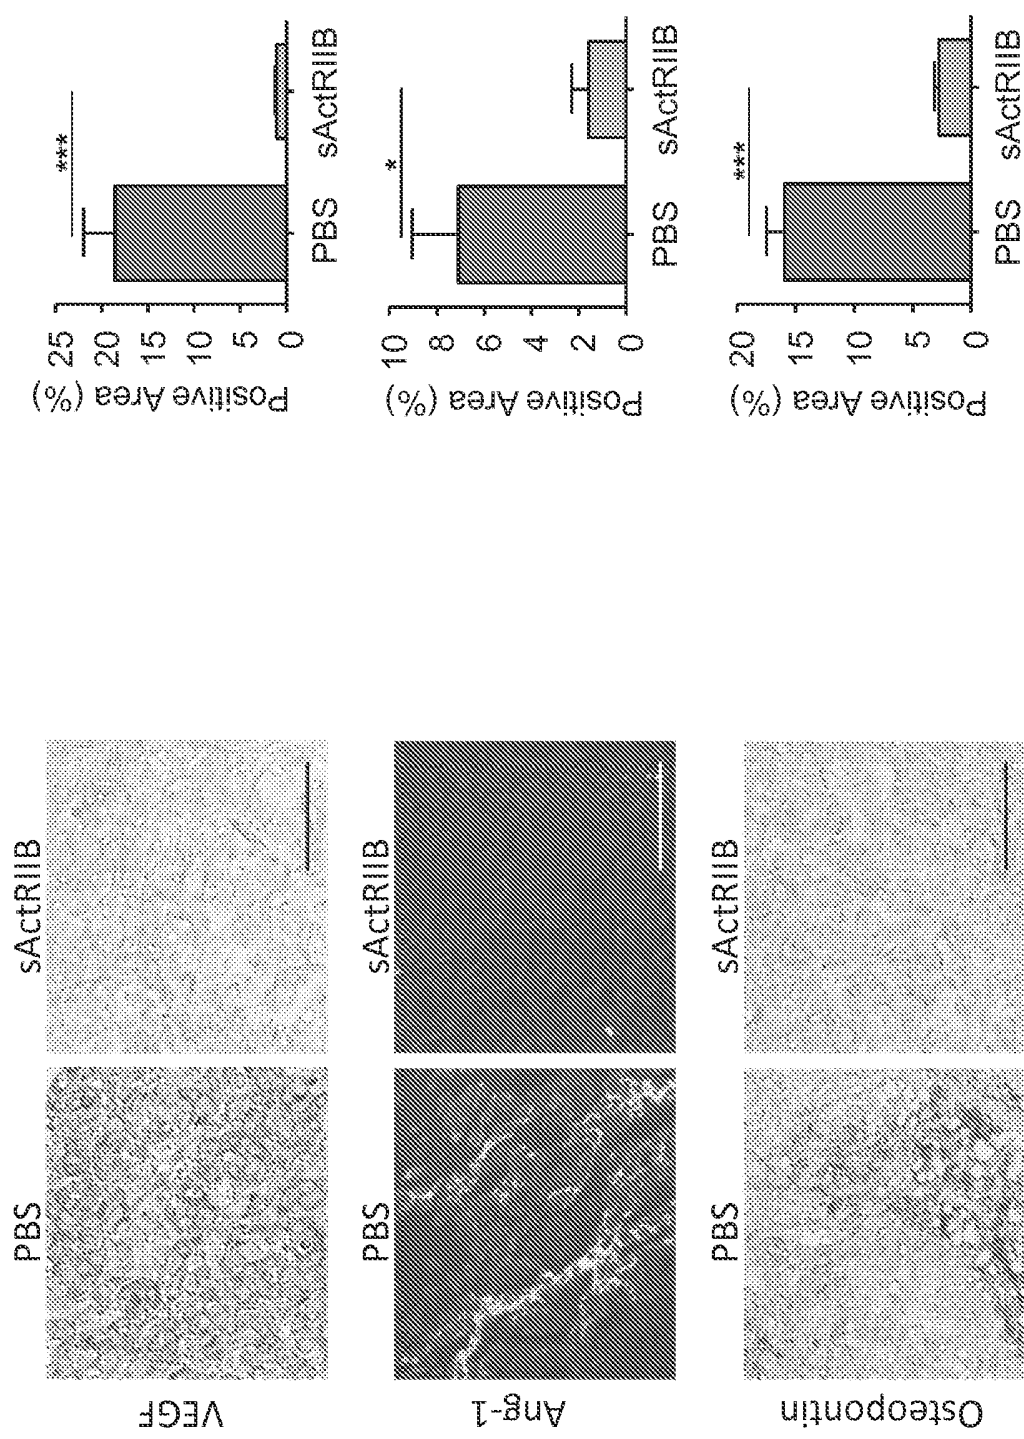 PBS
sActRIIB
VEGF
Positive Area (%)
25
20
15
10
5
0
***
PBS
sActRIIB
PBS
sActRIIB
Ang-1
Positive Area (%)
10
8
6
4
2
0
*
PBS
sActRIIB
PBS
sActRIIB
Osteopontin
Positive Area (%)
20
15
10
5
0
***
PBS
sActRIIB